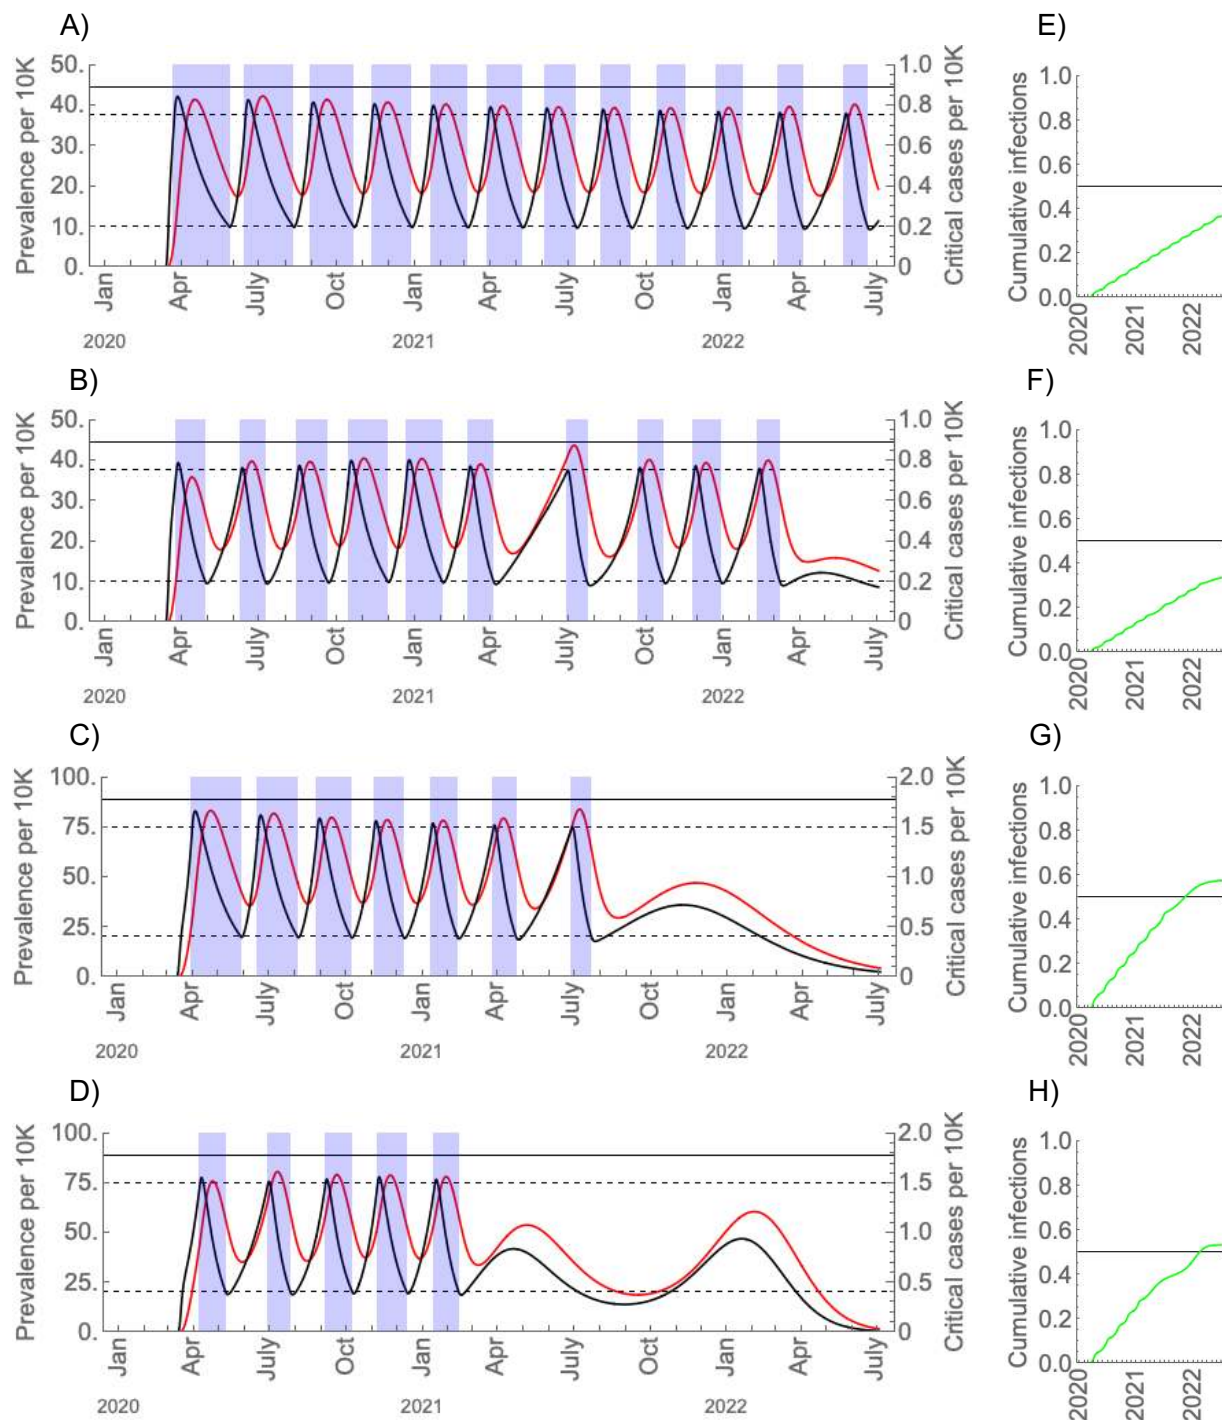 A)
Prevalence per 10K
50.
40.
30.
20.
10.
0.
1.0
0.8
0.6
0.4
0.2
0
Critical cases per 10K
Jan
Apr
July
Oct
Jan
Apr
July
Oct
Jan
Apr
July
2020
2021
2022
E)
Cumulative infections
1.0
0.8
0.6
0.4
0.2
0.0
2020
2021
2022
B)
Prevalence per 10K
50.
40.
30.
20.
10.
0.
1.0
0.8
0.6
0.4
0.2
0
Critical cases per 10K
Jan
Apr
July
Oct
Jan
Apr
July
Oct
Jan
Apr
July
2020
2021
2022
F)
Cumulative infections
1.0
0.8
0.6
0.4
0.2
0.0
2020
2021
2022
C)
Prevalence per 10K
100.
75.
50.
25.
0.
2.0
1.5
1.0
0.5
0
Critical cases per 10K
Jan
Apr
July
Oct
Jan
Apr
July
Oct
Jan
Apr
July
2020
2021
2022
G)
Cumulative infections
1.0
0.8
0.6
0.4
0.2
0.0
2020
2021
2022
D)
Prevalence per 10K
100.
75.
50.
25.
0.
2.0
1.5
1.0
0.5
0
Critical cases per 10K
Jan
Apr
July
Oct
Jan
Apr
July
Oct
Jan
Apr
July
2020
2021
2022
H)
Cumulative infections
1.0
0.8
0.6
0.4
0.2
0.0
2020
2021
2022